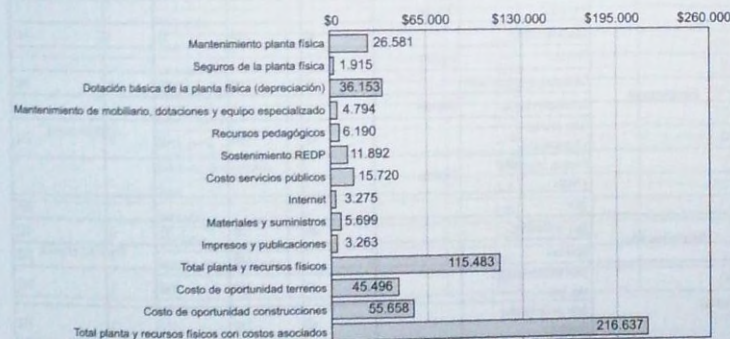 $0 $65.000 $130.000 $195.000 $260.000
Mantenimiento planta física 26.581
Seguros de la planta física 1.915
Dotación básica de la planta física (depreciación) 36.153
Mantenimiento de mobiliario, dotaciones y equipo especializado 4.794
Recursos pedagógicos 6.190
Sostenimiento REDP 11.892
Costo servicios públicos 15.720
Internet 3.275
Materiales y suministros 5.699
Impresos y publicaciones 3.263
Total planta y recursos físicos 115.483
Costo de oportunidad terrenos 45.496
Costo de oportunidad construcciones 55.658
Total planta y recursos físicos con costos asociados 216.637